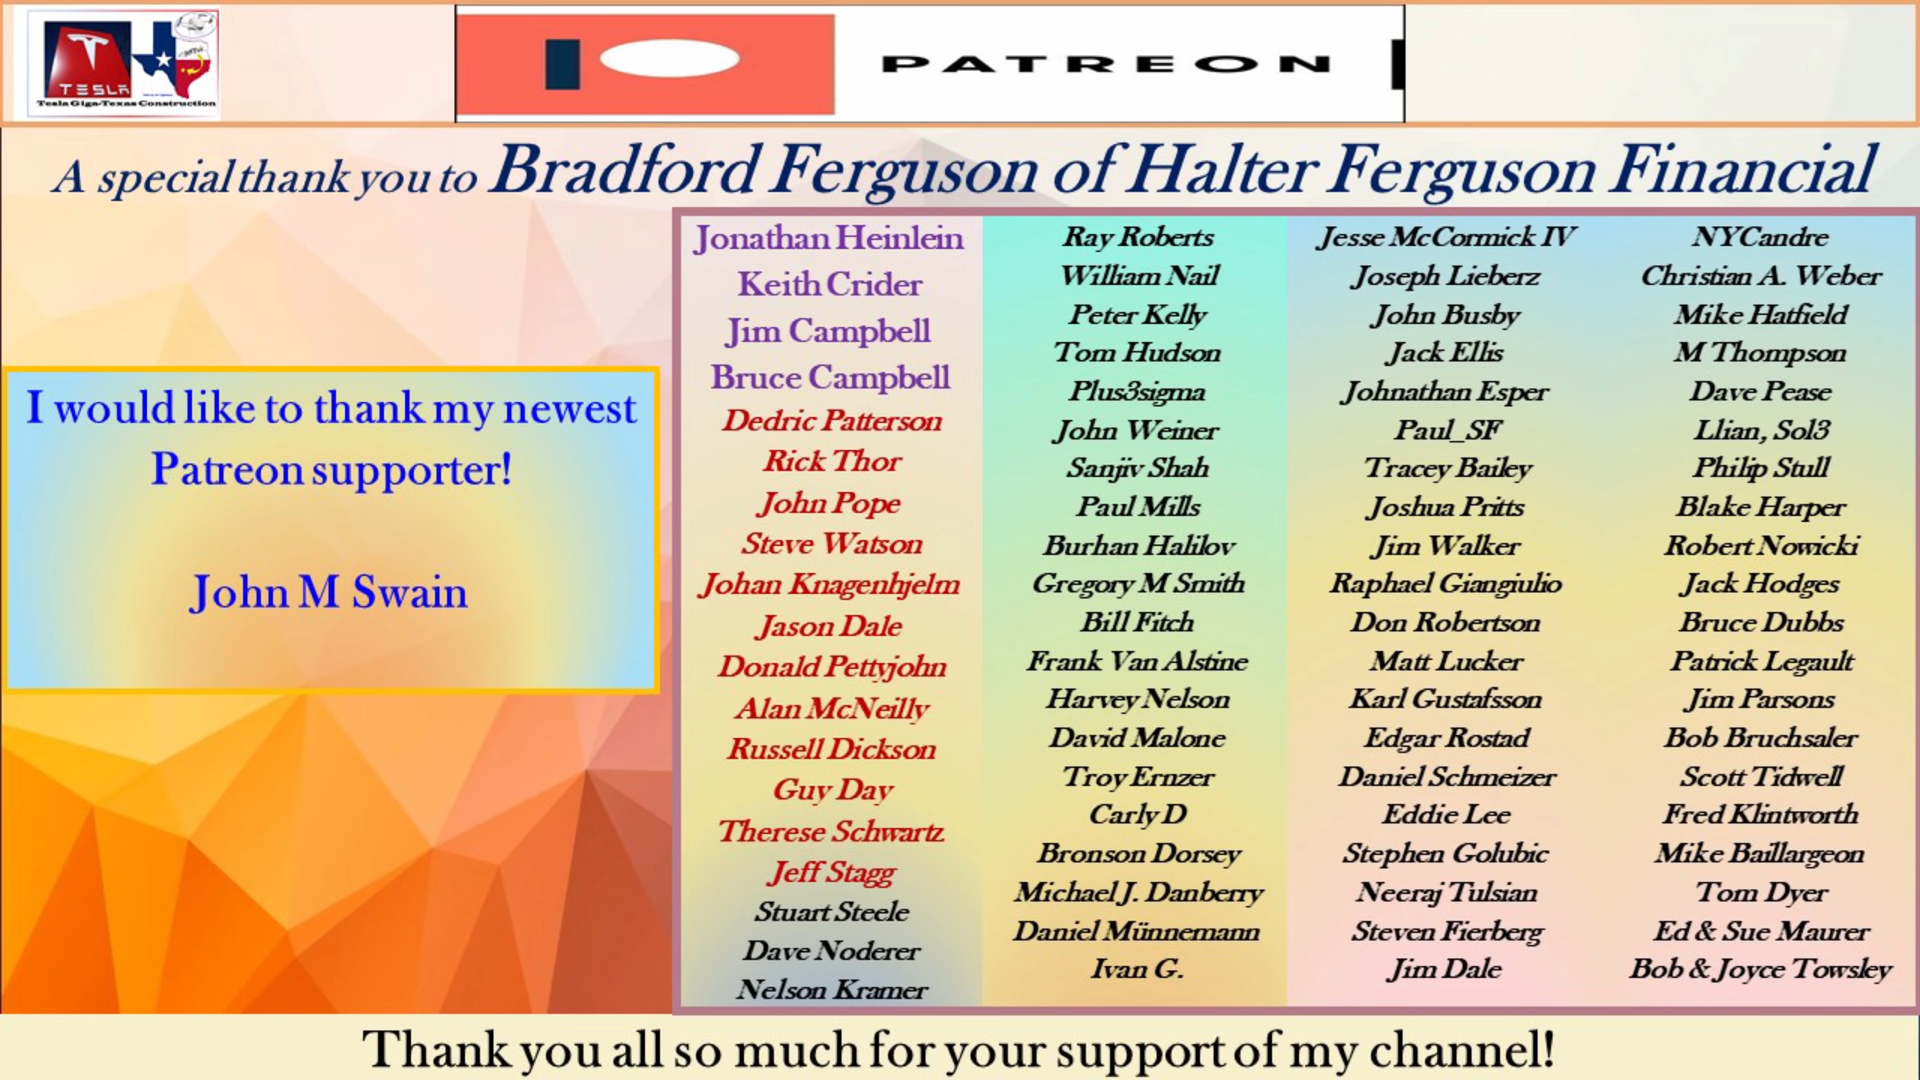 TESLA
Tesla Giga-Texas Construction
PATREON
A special thank you to Bradford Ferguson of Halter Ferguson Financial
I would like to thank my newest
Patreon supporter!
John M Swain
Jonathan Heinlein
Keith Crider
Jim Campbell
Bruce Campbell
Dedric Patterson
Rick Thor
John Pope
Steve Watson
Johan Knagenhjelm
Jason Dale
Donald Pettyjohn
Alan McNeilly
Russell Dickson
Guy Day
Therese Schwartz
Jeff Stagg
Stuart Steele
Dave Noderer
Nelson Kramer
Ray Roberts
William Nail
Peter Kelly
Tom Hudson
Plus3sigma
John Weiner
Sanjiv Shah
Paul Mills
Burhan Halilov
Gregory M Smith
Bill Fitch
Frank Van Alstine
Harvey Nelson
David Malone
Troy Ernzer
Carly D
Bronson Dorsey
Michael J. Danberry
Daniel Münnemann
Ivan G.
Jesse McCormick IV
Joseph Lieberz
John Busby
Jack Ellis
Johnathan Esper
Paul_SF
Tracey Bailey
Joshua Pritts
Jim Walker
Raphael Giangiulio
Don Robertson
Matt Lucker
Karl Gustafsson
Edgar Rostad
Daniel Schmeizer
Eddie Lee
Stephen Golubic
Neeraj Tulsian
Steven Fierberg
Jim Dale
NYCandre
Christian A. Weber
Mike Hatfield
M Thompson
Dave Pease
Llian, Sol3
Philip Stull
Blake Harper
Robert Nowicki
Jack Hodges
Bruce Dubbs
Patrick Legault
Jim Parsons
Bob Bruchsaler
Scott Tidwell
Fred Klintworth
Mike Baillargeon
Tom Dyer
Ed & Sue Maurer
Bob & Joyce Towsley
Thank you all so much for your support of my channel!